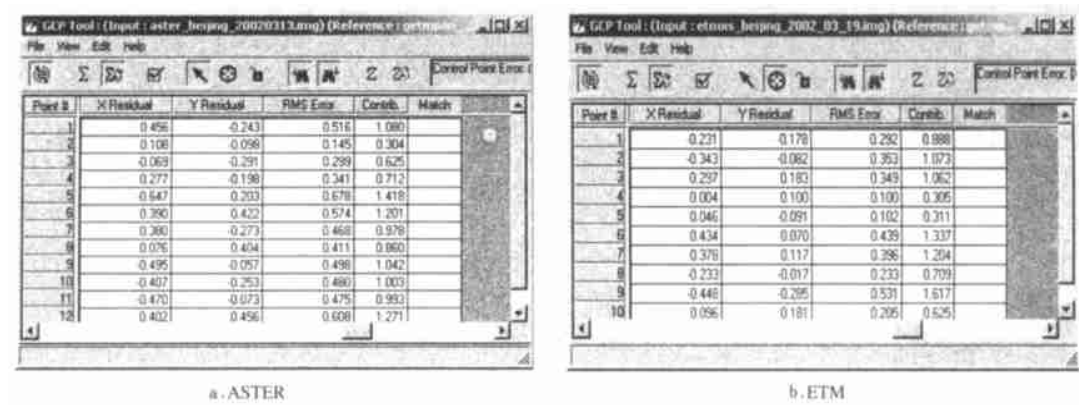 GCP Tool : (Input : aster_beijing_20020313.img) (Reference :
File View Edit Help
Control Point Error: (
Point # X Residual Y Residual RMS Error Contrib. Match
1 0.456 -0.243 0.516 1.080
2 0.108 -0.098 0.145 0.304
3 -0.069 -0.291 0.299 0.625
4 0.277 -0.198 0.341 0.712
5 -0.647 0.203 0.678 1.418
6 0.390 0.422 0.574 1.201
7 0.380 -0.273 0.468 0.978
8 0.076 0.404 0.411 0.860
9 -0.495 -0.057 0.498 1.042
10 -0.407 -0.253 0.480 1.003
11 -0.470 -0.073 0.475 0.993
12 0.402 0.456 0.608 1.271
a.ASTER
GCP Tool : (Input : beijing_2002_03_19.img) (Reference :
File View Edit Help
Control Point Error: (
Point # X Residual Y Residual RMS Error Contrib. Match
1 -0.231 0.178 0.292 0.888
2 -0.343 -0.082 0.353 1.073
3 0.297 0.183 0.349 1.062
4 0.004 0.100 0.100 0.305
5 0.046 -0.091 0.102 0.311
6 0.434 0.070 0.439 1.337
7 0.378 0.117 0.396 1.204
8 -0.233 -0.017 0.233 0.709
9 -0.448 -0.285 0.531 1.617
10 0.096 0.181 0.205 0.625
b.ETM